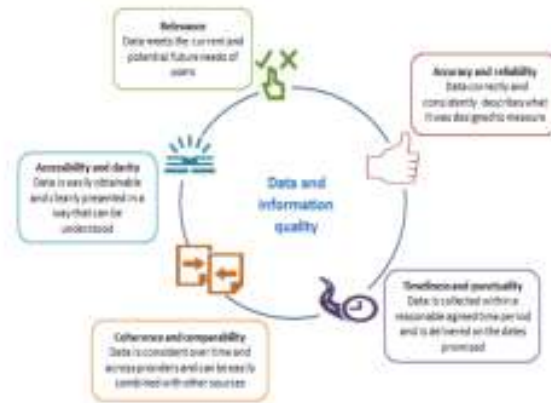 Relevance
Data meets the current and
potential future needs of
users
Accuracy and reliability
Data correctly and
consistently describes what
it was designed to measure
Accessibility and clarity
Data is easily obtainable
and clearly presented in a
way that can be
understood
Data and
information
quality
Timeliness and punctuality
Data is collected within a
reasonable agreed time period
and is delivered on the dates
promised
Coherence and comparability
Data is consistent over time and
across providers and can be easily
combined with other sources